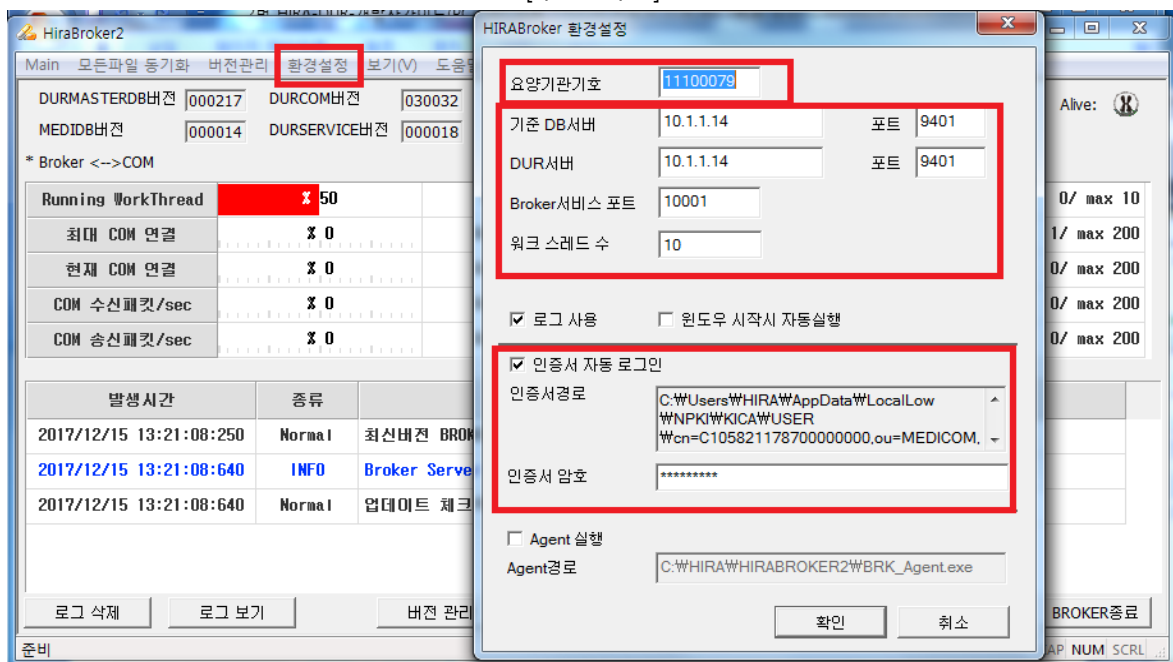 HiraBroker2
Main 모든파일 동기화 버전관리 환경설정 보기(V)
DURMASTERDB버전 000217 DURCOM버전 030032
MEDIDB버전 000014 DURSERVICE버전 000018
* Broker <-->COM
Running WorkThread % 50
최대 COM 연결 % 0
현재 COM 연결 % 0
COM 수신패킷/sec % 0
COM 송신패킷/sec % 0
발생시간 종류
2017/12/15 13:21:08:250 Normal 최신버전
2017/12/15 13:21:08:640 INFO Broker Serve
2017/12/15 13:21:08:640 Normal 업데이트 체크
로그 삭제 로그 보기 버전 관리
준비
HIRABroker 환경설정
요양기관기호 11100079
기준 DB서버 10.1.1.14 포트 9401
DUR서버 10.1.1.14 포트 9401
Broker서비스 포트 10001
워크 스레드 수 10
로그 사용 윈도우 시작시 자동실행
인증서 자동 로그인
인증서경로 C:₩Users₩HIRA₩AppData₩LocalLow
₩NPKI₩KICA₩USER
₩cn=C105821178700000000,ou=MEDICOM,
인증서 암호 *********
Agent 실행
Agent경로 C:₩HIRA₩HIRABROKER2₩BRK_Agent.exe
확인 취소
Alive:
0/ max 10
1/ max 200
0/ max 200
0/ max 200
0/ max 200
BROKER종료
AP NUM SCRL